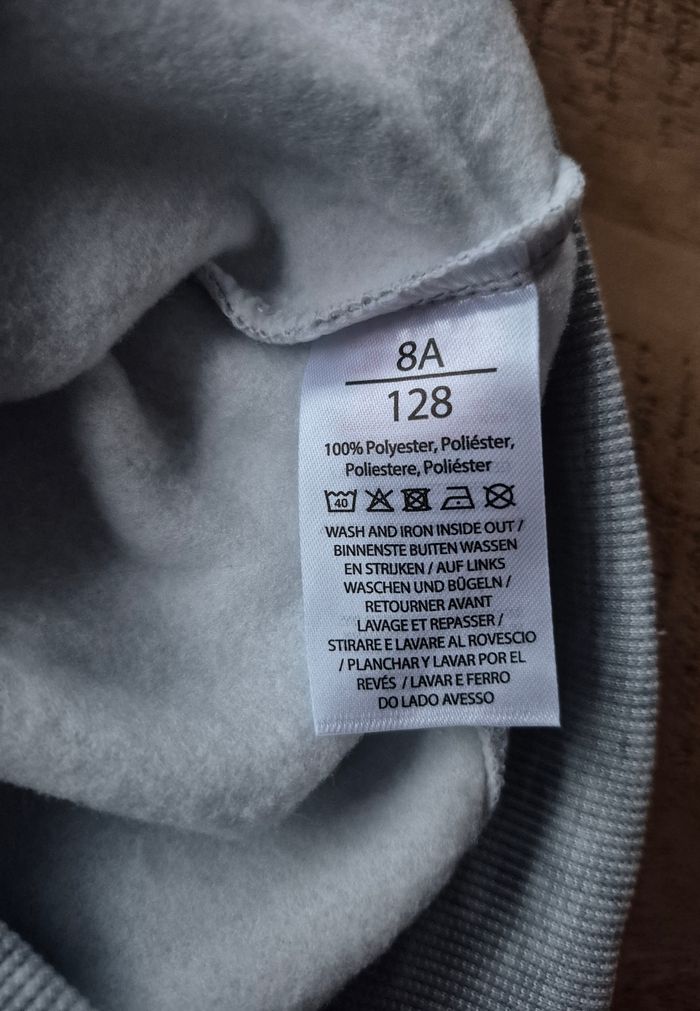 8A
128
100% Polyester, Poliéster,
Poliestere, Poliéster
40
WASH AND IRON INSIDE OUT /
BINNENSTE BUITEN WASSEN
EN STRIJKEN / AUF LINKS
WASCHEN UND BÜGELN /
RETOURNER AVANT
LAVAGE ET REPASSER /
STIRARE E LAVARE AL ROVESCIO
/ PLANCHAR Y LAVAR POR EL
REVÉS / LAVAR E FERRO
DO LADO AVESSO